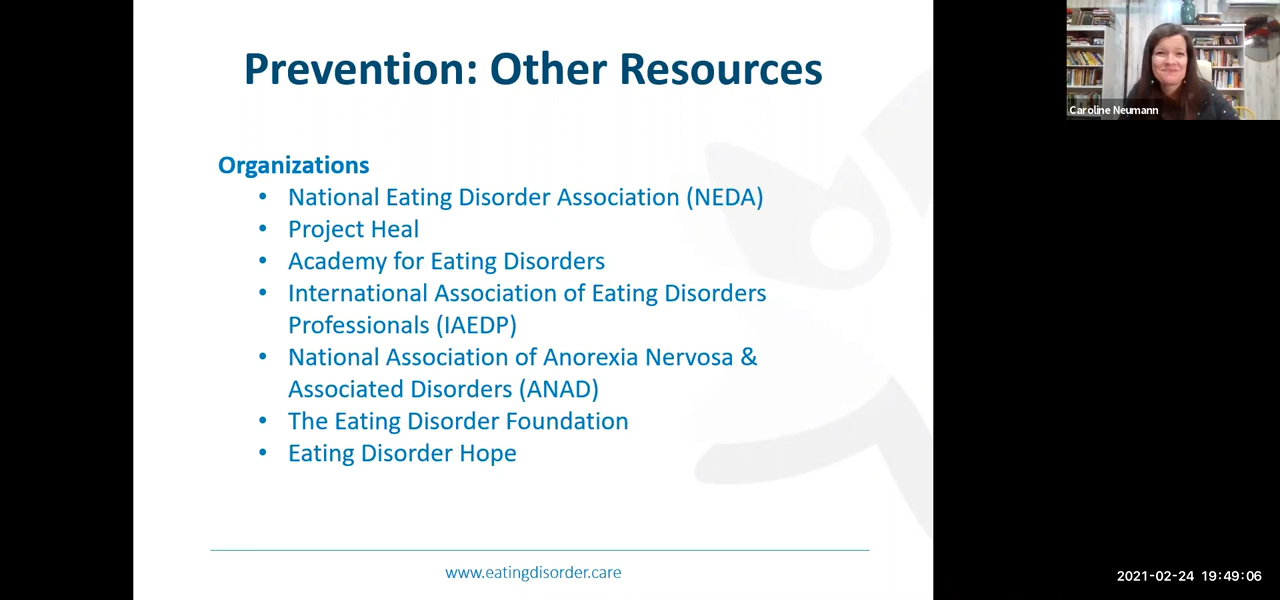 Prevention: Other Resources
Caroline Neumann
Organizations
• National Eating Disorder Association (NEDA)
• Project Heal
• Academy for Eating Disorders
• International Association of Eating Disorders
Professionals (IAEDP)
• National Association of Anorexia Nervosa &
Associated Disorders (ANAD)
• The Eating Disorder Foundation
• Eating Disorder Hope
www.eatingdisorder.care
2021-02-24 19:49:06